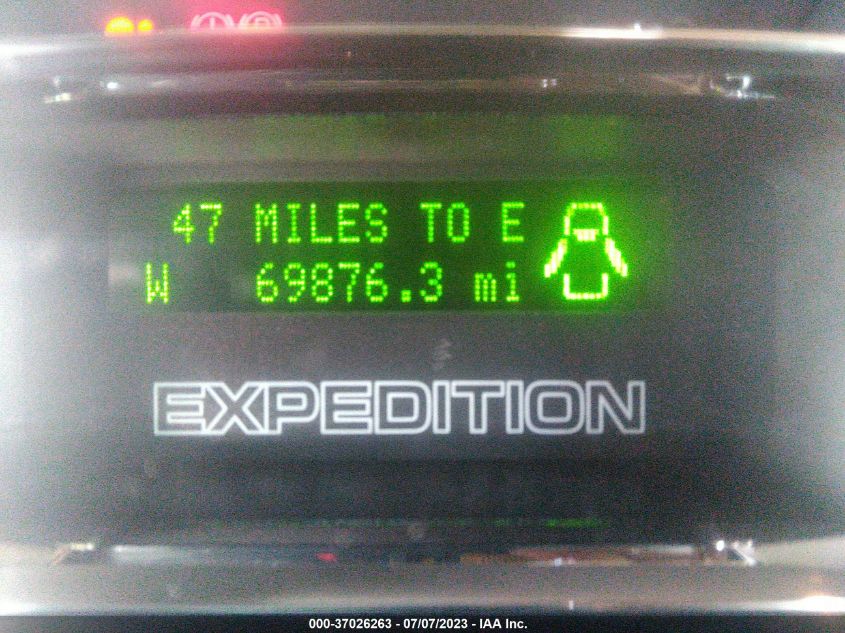 47 MILES TO E
W 69876.3 mi
EXPEDITION
000-37026263 - 07/07/2023 - IAA Inc.